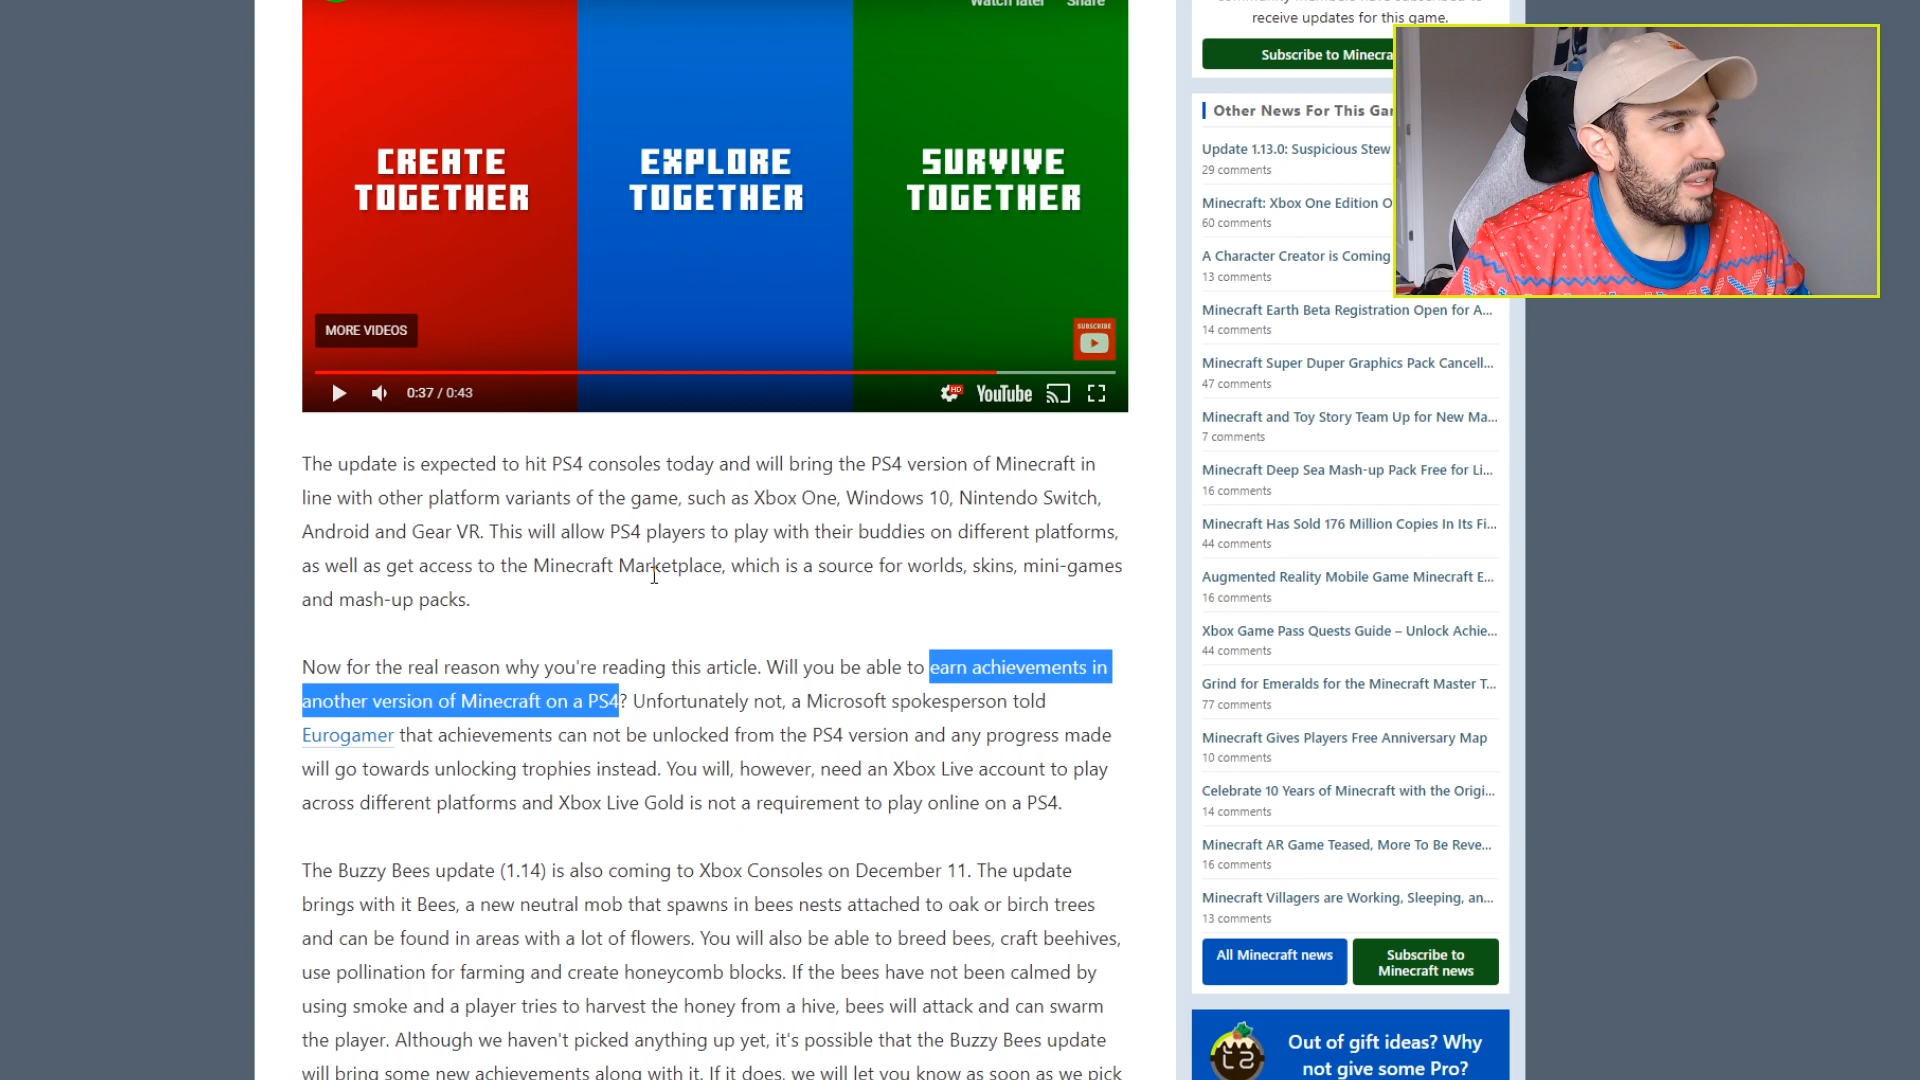 Watch later
Share
CREATE
TOGETHER
EXPLORE
TOGETHER
SURVIVE
TOGETHER
MORE VIDEOS
SUBSCRIBE
0:37 / 0:43
HD
YouTube
The update is expected to hit PS4 consoles today and will bring the PS4 version of Minecraft in
line with other platform variants of the game, such as Xbox One, Windows 10, Nintendo Switch,
Android and Gear VR. This will allow PS4 players to play with their buddies on different platforms,
as well as get access to the Minecraft Marketplace, which is a source for worlds, skins, mini-games
and mash-up packs.
Now for the real reason why you're reading this article. Will you be able to earn achievements in
another version of Minecraft on a PS4? Unfortunately not, a Microsoft spokesperson told
Eurogamer that achievements can not be unlocked from the PS4 version and any progress made
will go towards unlocking trophies instead. You will, however, need an Xbox Live account to play
across different platforms and Xbox Live Gold is not a requirement to play online on a PS4.
The Buzzy Bees update (1.14) is also coming to Xbox Consoles on December 11. The update
brings with it Bees, a new neutral mob that spawns in bees nests attached to oak or birch trees
and can be found in areas with a lot of flowers. You will also be able to breed bees, craft beehives,
use pollination for farming and create honeycomb blocks. If the bees have not been calmed by
using smoke and a player tries to harvest the honey from a hive, bees will attack and can swarm
the player. Although we haven't picked anything up yet, it's possible that the Buzzy Bees update
will bring some new achievements along with it. If it does, we will let you know as soon as we pick
receive updates for this game.
Subscribe to Minecra
Other News For This Gar
Update 1.13.0: Suspicious Stew
29 comments
Minecraft: Xbox One Edition O
60 comments
A Character Creator is Coming
13 comments
Minecraft Earth Beta Registration Open for A...
14 comments
Minecraft Super Duper Graphics Pack Cancell...
47 comments
Minecraft and Toy Story Team Up for New Ma...
7 comments
Minecraft Deep Sea Mash-up Pack Free for Li...
16 comments
Minecraft Has Sold 176 Million Copies In Its Fi...
44 comments
Augmented Reality Mobile Game Minecraft E...
16 comments
Xbox Game Pass Quests Guide – Unlock Achie...
44 comments
Grind for Emeralds for the Minecraft Master T...
77 comments
Minecraft Gives Players Free Anniversary Map
10 comments
Celebrate 10 Years of Minecraft with the Origi...
14 comments
Minecraft AR Game Teased, More To Be Reve...
16 comments
Minecraft Villagers are Working, Sleeping, an...
13 comments
All Minecraft news
Subscribe to
Minecraft news
Out of gift ideas? Why
not give some Pro?